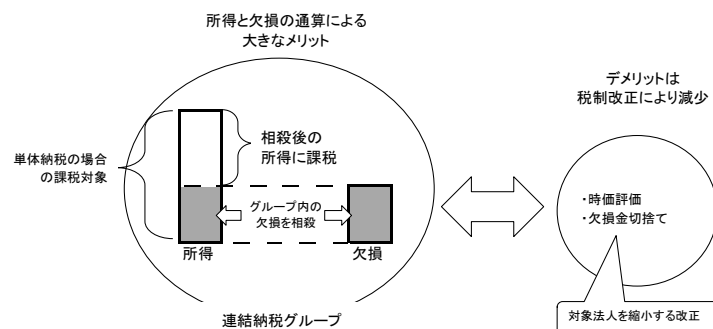 所得と欠損の通算による
大きなメリット
デメリットは
税制改正により減少
単体納税の場合
の課税対象
相殺後の
所得に課税
グループ内の
欠損を相殺
所得
欠損
連結納税グループ
・時価評価
・欠損金切捨て
対象法人を縮小する改正